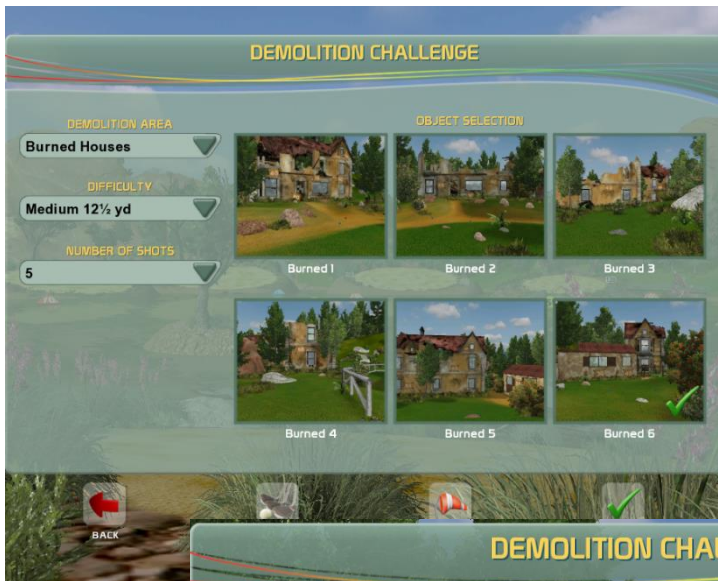 DEMOLITION CHALLENGE
DEMOLITION AREA
Burned Houses
DIFFICULTY
Medium 12½ yd
NUMBER OF SHOTS
5
OBJECT SELECTION
Burned 1
Burned 2
Burned 3
Burned 4
Burned 5
Burned 6
BACK
DEMOLITION CHA